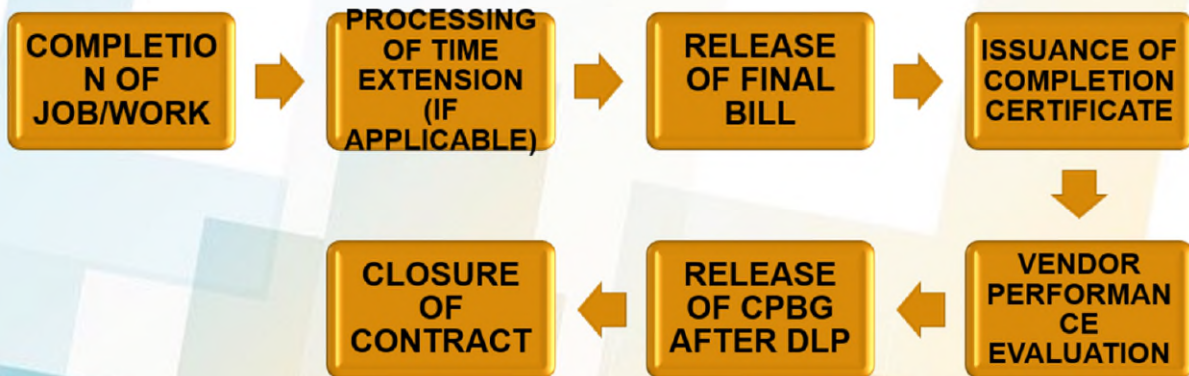 COMPLETIO
N OF
JOB/WORK
PROCESSING
OF TIME
EXTENSION
(IF
APPLICABLE)
RELEASE
OF FINAL
BILL
ISSUANCE OF
COMPLETION
CERTIFICATE
VENDOR
PERFORMAN
CE
EVALUATION
RELEASE
OF CPBG
AFTER DLP
CLOSURE
OF
CONTRACT